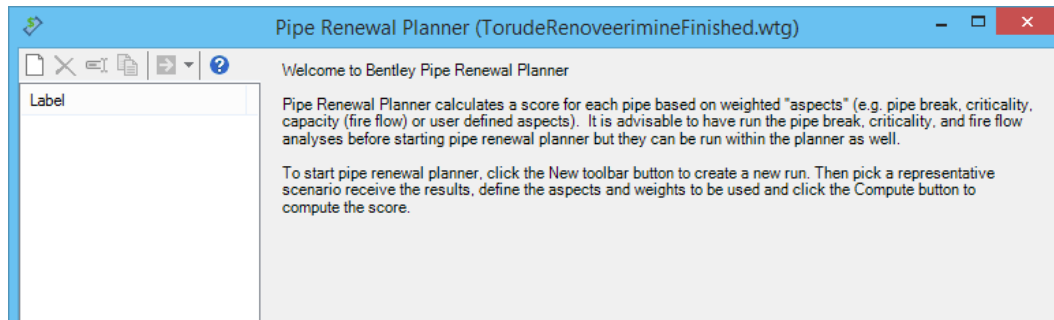 Pipe Renewal Planner (TorudeRenoveerimineFinished.wtg)
Label
Welcome to Bentley Pipe Renewal Planner
Pipe Renewal Planner calculates a score for each pipe based on weighted "aspects" (e.g. pipe break, criticality,
capacity (fire flow) or user defined aspects). It is advisable to have run the pipe break, criticality, and fire flow
analyses before starting pipe renewal planner but they can be run within the planner as well.
To start pipe renewal planner, click the New toolbar button to create a new run. Then pick a representative
scenario receive the results, define the aspects and weights to be used and click the Compute button to
compute the score.